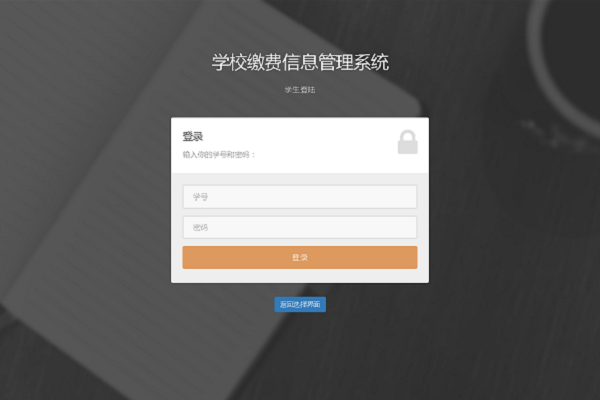 学校缴费信息管理系统
学生登陆
登录
输入你的学号和密码：
学号
密码
登录
返回选择界面